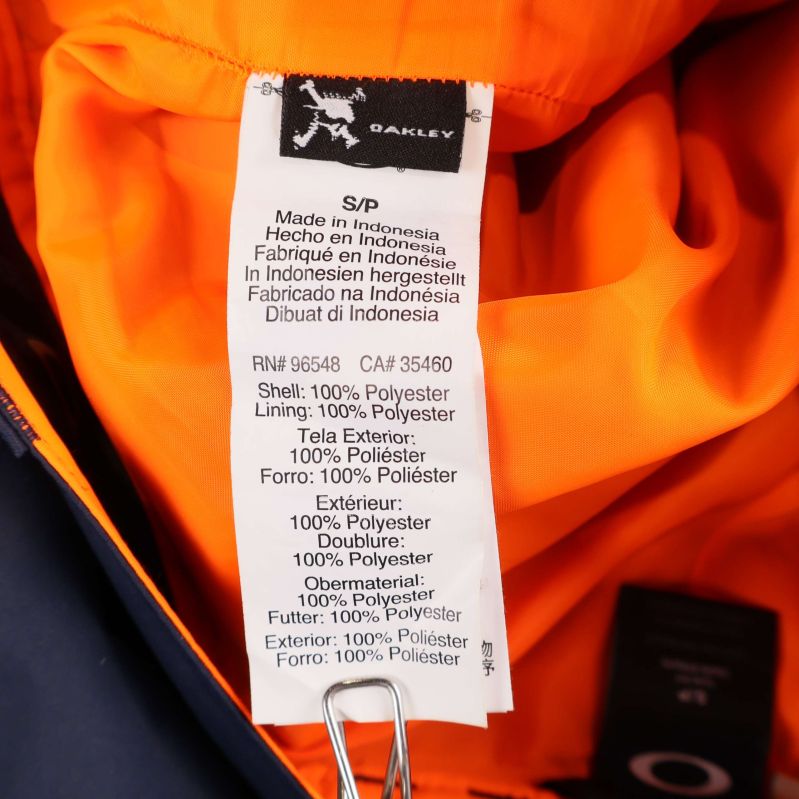 OAKLEY
S/P
Made in Indonesia
Hecho en Indonesia
Fabriqué en Indonésie
In Indonesien hergestellt
Fabricado na Indonésia
Dibuat di Indonesia
RN# 96548 CA# 35460
Shell: 100% Polyester
Lining: 100% Polyester
Tela Exterior:
100% Poliéster
Forro: 100% Poliéster
Extérieur:
100% Polyester
Doublure:
100% Polyester
Obermaterial:
100% Polyester
Futter: 100% Polyester
Exterior: 100% Poliéster
Forro: 100% Poliéster
物
序
S/P